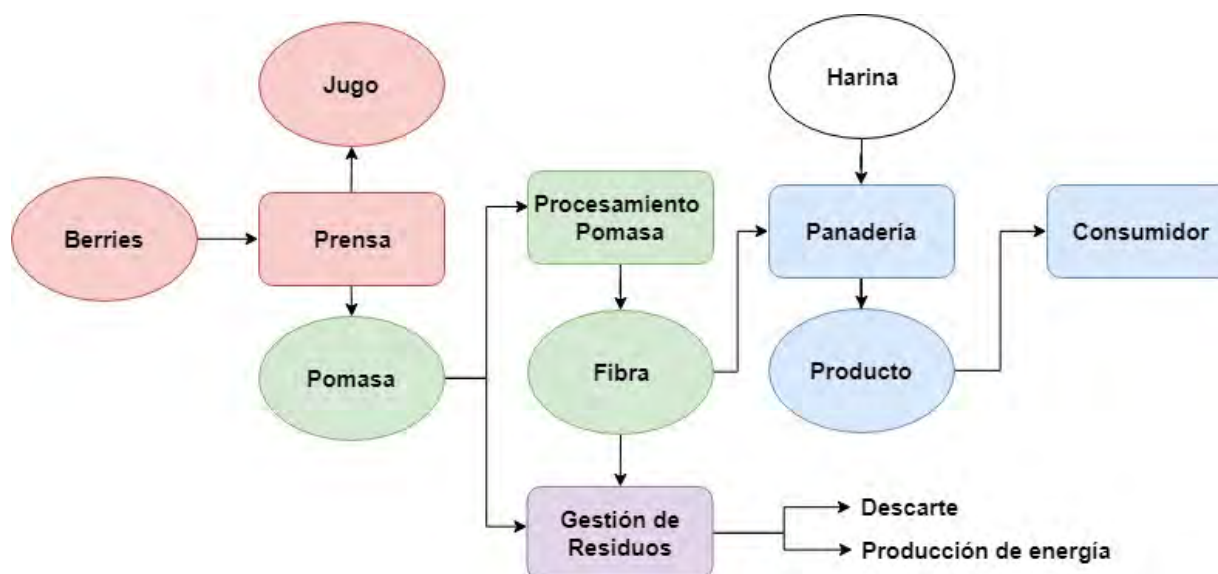 Jugo
Harina
Berries
Prensa
Procesamiento
Pomasa
Panadería
Consumidor
Pomasa
Fibra
Producto
Gestión de
Residuos
Descarte
Producción de energía